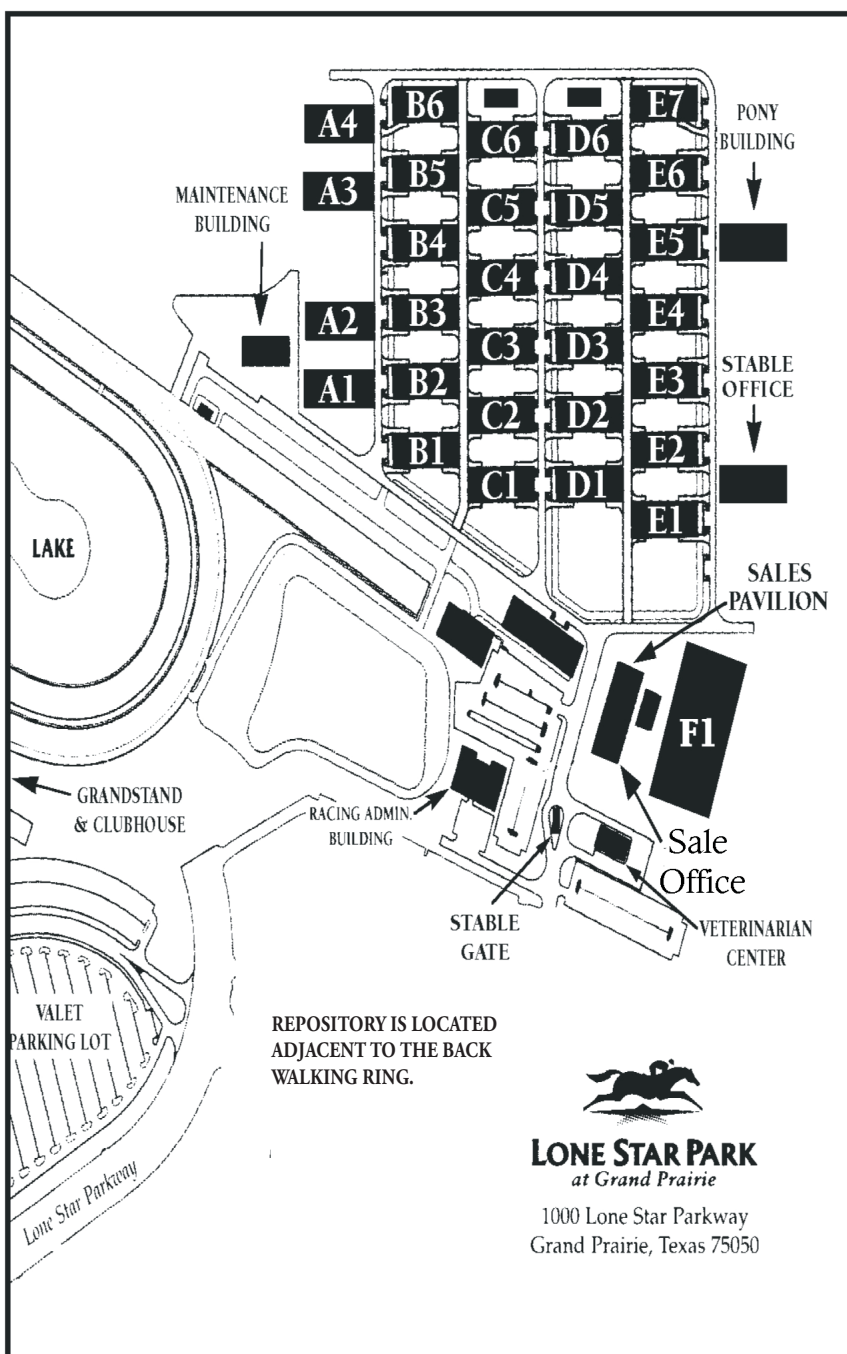 B6
E7
A4
PONY
BUILDING
C6
D6
B5
E6
A3
MAINTENANCE
BUILDING
C5
D5
B4
E5
C4
D4
A2
B3
E4
C3
D3
A1
B2
E3
STABLE
OFFICE
C2
D2
B1
E2
C1
D1
E1
LAKE
SALES
PAVILION
F1
GRANDSTAND
& CLUBHOUSE
RACING ADMIN.
BUILDING
Sale
Office
STABLE
GATE
VETERINARIAN
CENTER
VALET
PARKING LOT
REPOSITORY IS LOCATED
ADJACENT TO THE BACK
WALKING RING.
Lone Star Parkway
LONE STAR PARK
at Grand Prairie
1000 Lone Star Parkway
Grand Prairie, Texas 75050